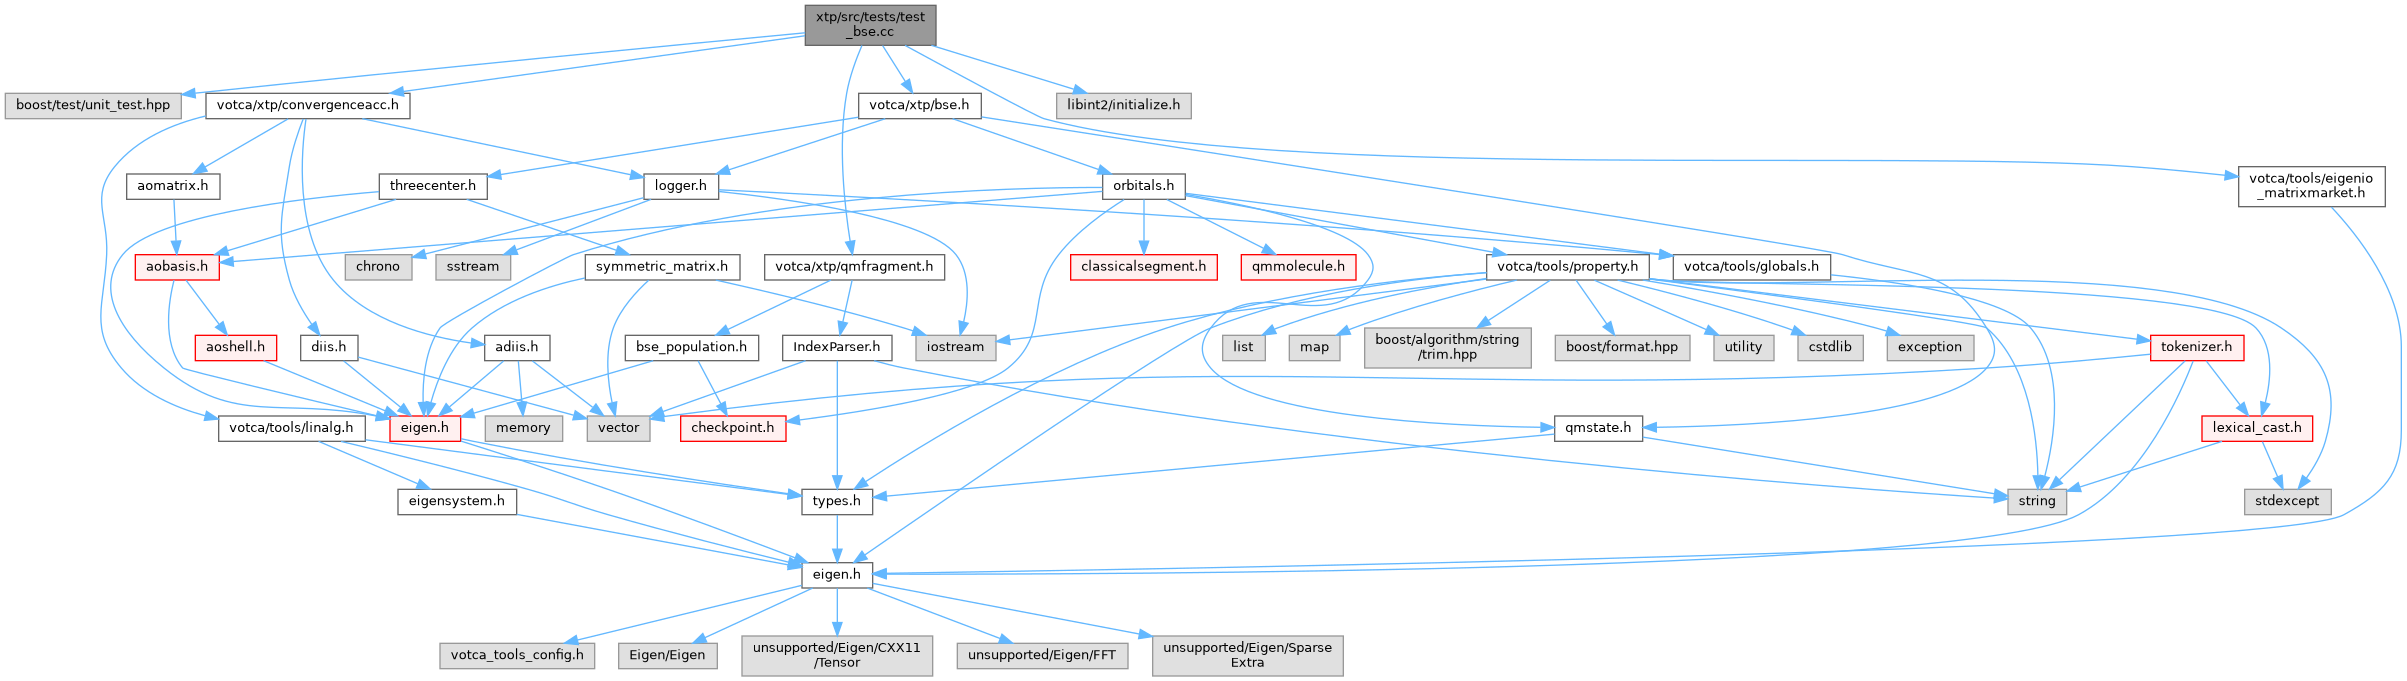 xtp/src/tests/test
_bse.cc
boost/test/unit_test.hpp
votca/xtp/convergenceacc.h
votca/xtp/bse.h
libint2/initialize.h
aomatrix.h
threecenter.h
logger.h
orbitals.h
votca/tools/eigenio
_matrixmarket.h
aobasis.h
chrono
sstream
symmetric_matrix.h
votca/xtp/qmfragment.h
classicalsegment.h
qmmolecule.h
votca/tools/property.h
votca/tools/globals.h
aoshell.h
diis.h
adiis.h
bse_population.h
IndexParser.h
iostream
list
map
boost/algorithm/string
/trim.hpp
boost/format.hpp
utility
cstdlib
exception
tokenizer.h
votca/tools/linalg.h
eigen.h
memory
vector
checkpoint.h
qmstate.h
lexical_cast.h
eigensystem.h
types.h
string
stdexcept
eigen.h
votca_tools_config.h
Eigen/Eigen
unsupported/Eigen/CXX11
/Tensor
unsupported/Eigen/FFT
unsupported/Eigen/Sparse
Extra